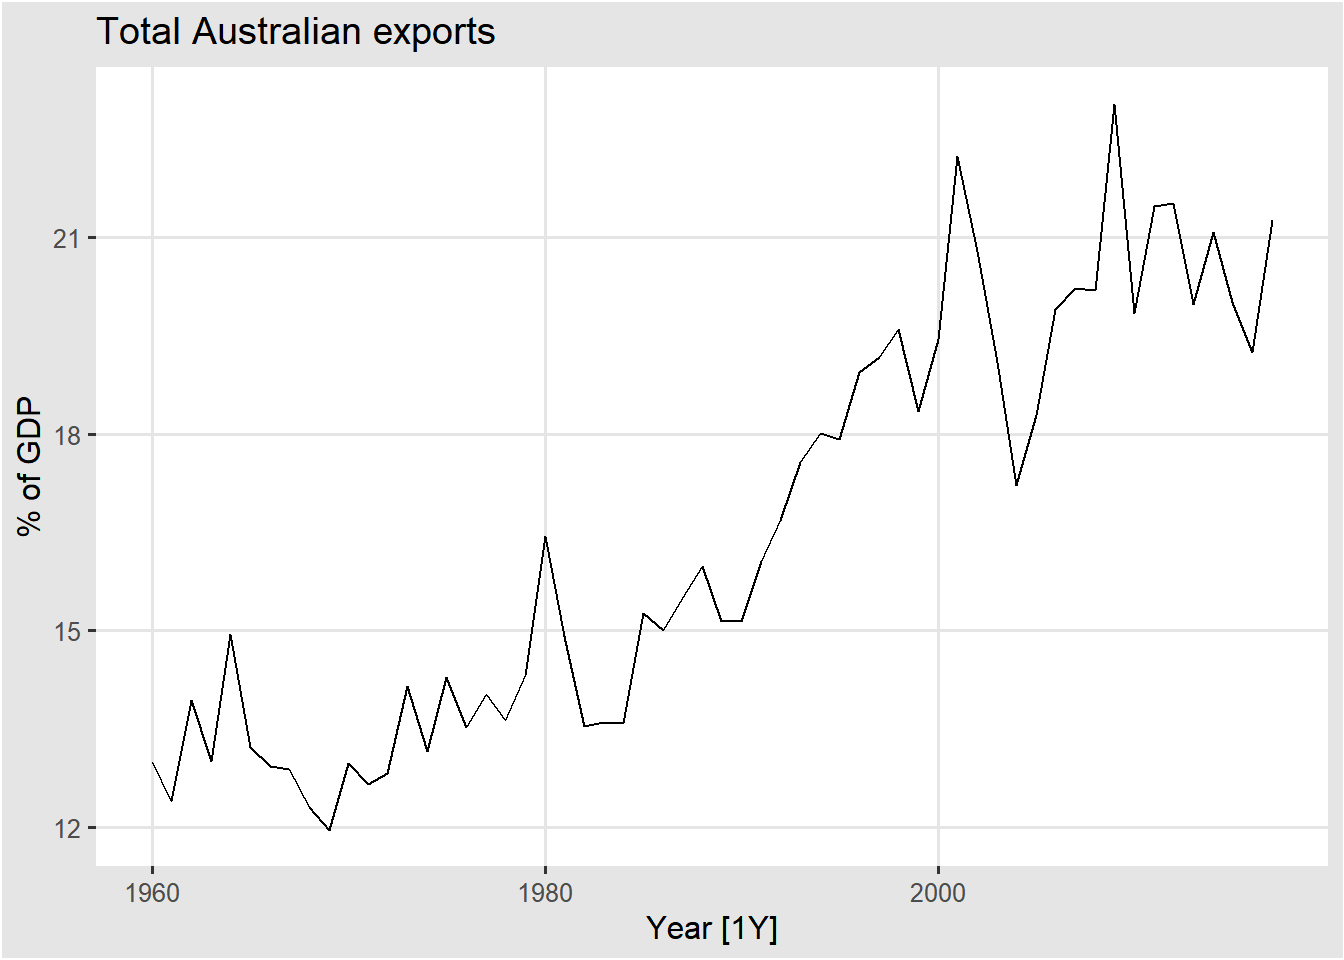 Total Australian exports
% of GDP
21
18
15
12
1960
1980
2000
Year [1Y]